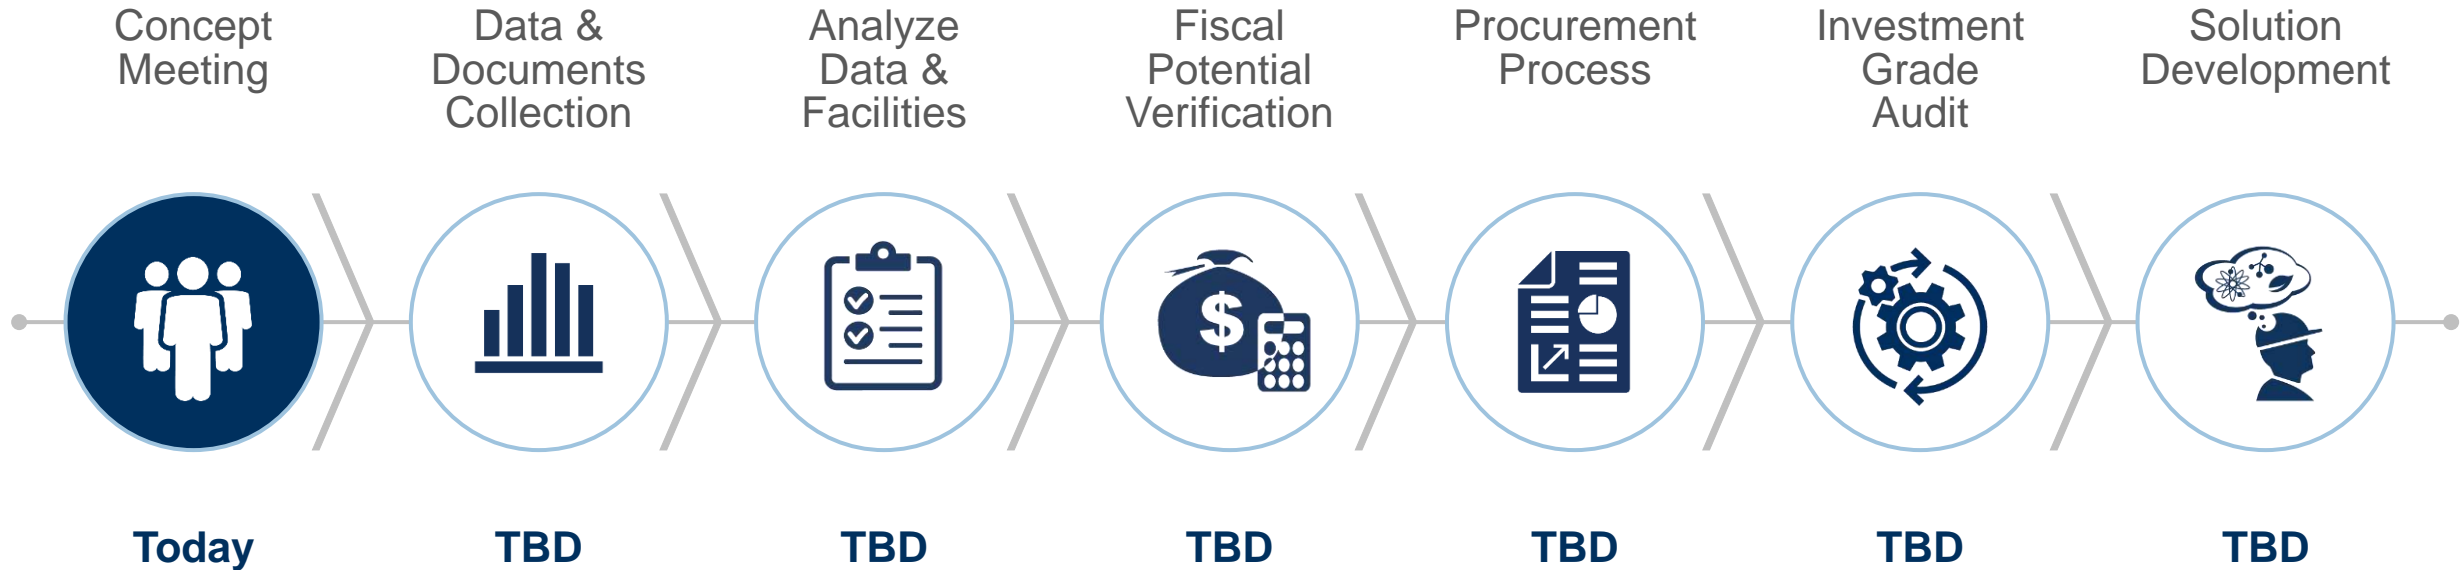 Concept
Meeting
Data &
Documents
Collection
Analyze
Data &
Facilities
Fiscal
Potential
Verification
Procurement
Process
Investment
Grade
Audit
Solution
Development
$
Today
TBD
TBD
TBD
TBD
TBD
TBD